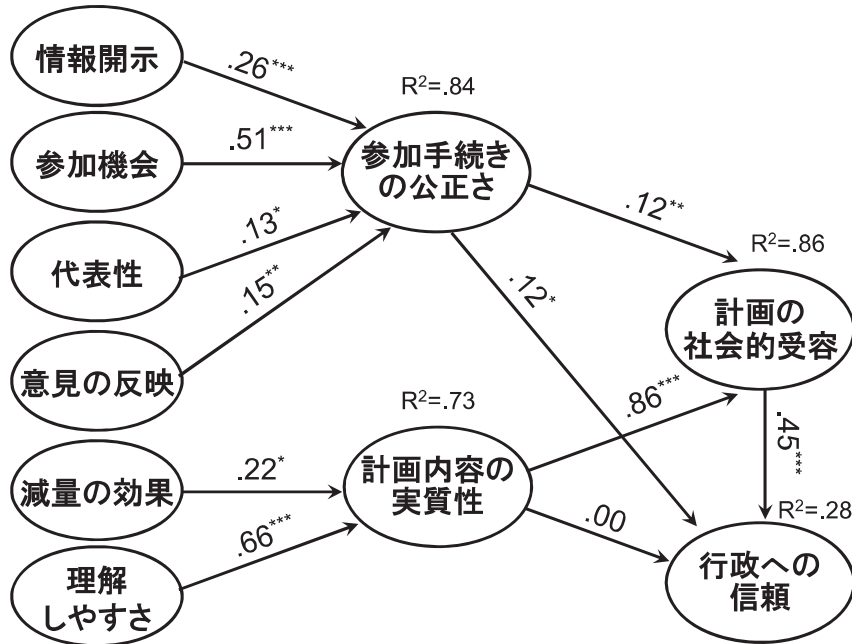 情報開示
参加機会
代表性
意見の反映
減量の効果
理解
しやすさ
.26***
.51***
.13*
.15**
.22*
.66***
R²=.84
参加手続き
の公正さ
R²=.73
計画内容の
実質性
.12**
.12*
.86***
.00
R²=.86
計画の
社会的受容
.45***
R²=.28
行政への
信頼